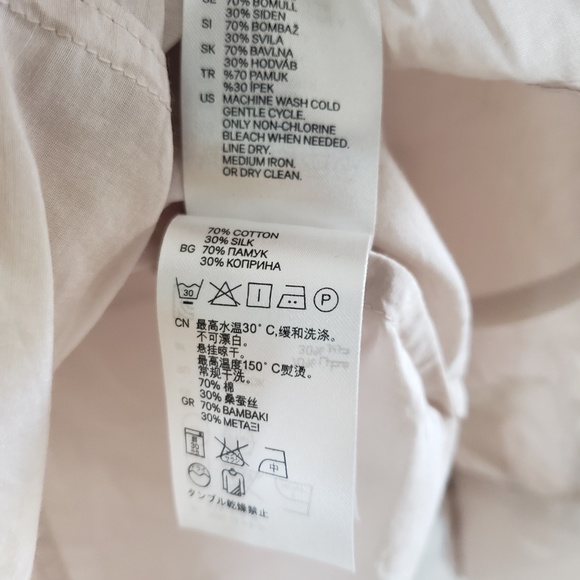 SE 70% BOMULL
30% SIDEN
SI 70% BOMBAŽ
30% SVILA
SK 70% BAVLNA
30% HODVÁB
TR %70 PAMUK
%30 İPEK
US MACHINE WASH COLD
GENTLE CYCLE.
ONLY NON-CHLORINE
BLEACH WHEN NEEDED.
LINE DRY.
MEDIUM IRON.
OR DRY CLEAN.
70% COTTON
30% SILK
BG 70% ПАМУК
30% КОПРИНА
30 P
CN 最高水温30°C,缓和洗涤。
不可漂白。
悬挂晾干。
最高温度150°C熨烫。
常规干洗。
70% 棉
30% 桑蚕丝
GR 70% ΒΑΜΒΑΚΙ
30% ΜΕΤΑΞΙ
中
タンブル乾燥禁止